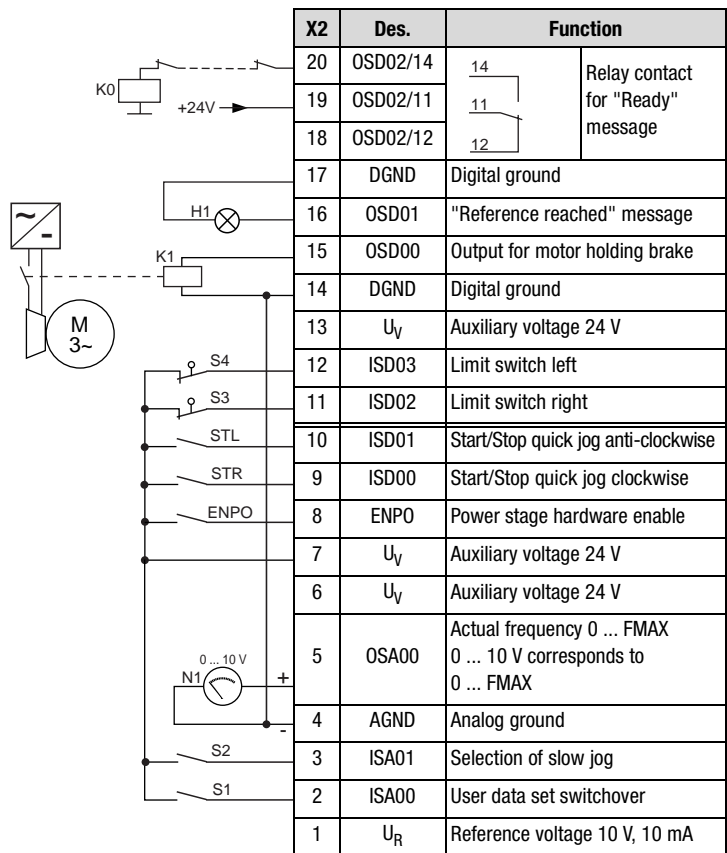 X2 Des. Function
20 OSD02/14 14 Relay contact
K0 +24V 19 OSD02/11 11 for "Ready"
18 OSD02/12 12 message
17 DGND Digital ground
H1 16 OSD01 "Reference reached" message
~ -
K1 15 OSD00 Output for motor holding brake
14 DGND Digital ground
M
3~
13 UV Auxiliary voltage 24 V
S4 12 ISD03 Limit switch left
S3 11 ISD02 Limit switch right
STL 10 ISD01 Start/Stop quick jog anti-clockwise
STR 9 ISD00 Start/Stop quick jog clockwise
ENPO 8 ENPO Power stage hardware enable
7 UV Auxiliary voltage 24 V
6 UV Auxiliary voltage 24 V
Actual frequency 0 ... FMAX
0 ... 10 V
N1 + 5 OSA00 0 ... 10 V corresponds to
0 ... FMAX
- 4 AGND Analog ground
S2 3 ISA01 Selection of slow jog
S1 2 ISA00 User data set switchover
1 UR Reference voltage 10 V, 10 mA